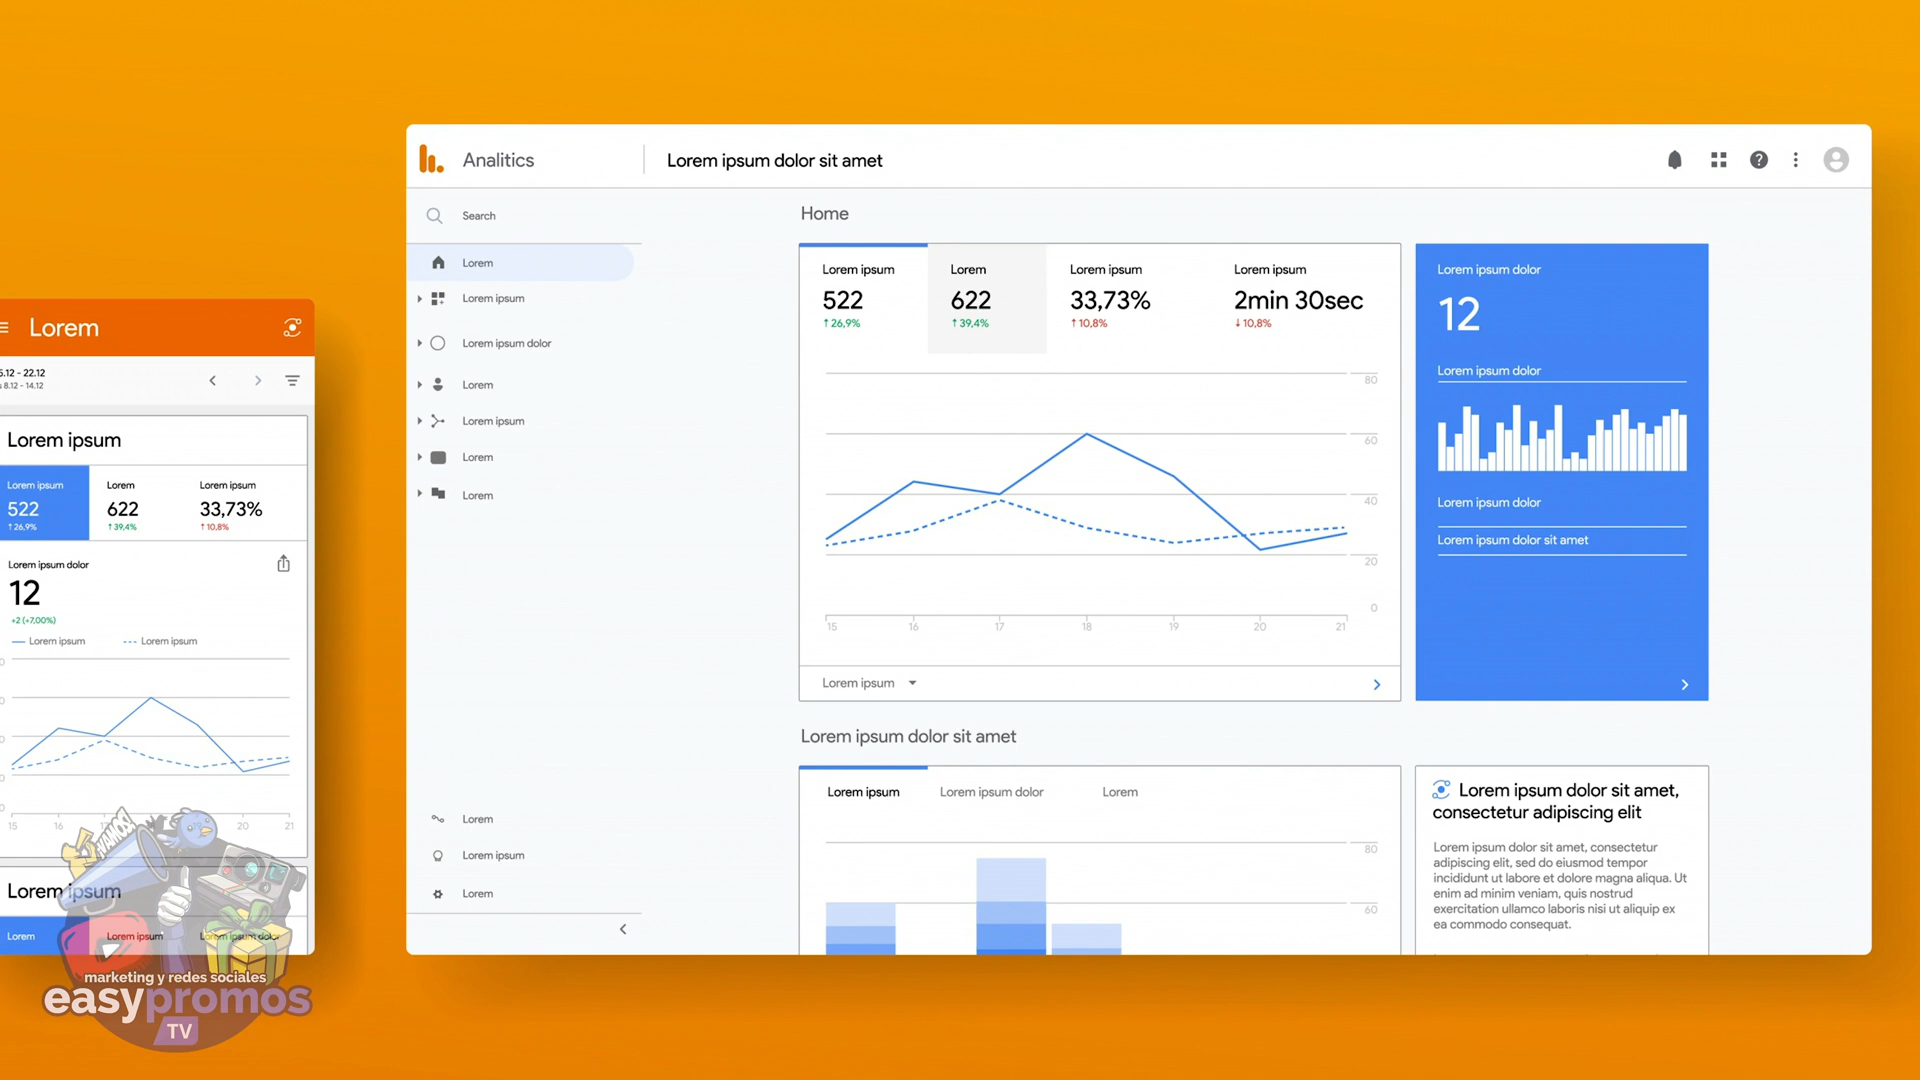 Analitics
Lorem ipsum dolor sit amet
Search
Lorem
Lorem ipsum
Lorem ipsum dolor
Lorem
Lorem ipsum
Lorem
Lorem
Lorem
Lorem ipsum
Lorem
Home
Lorem ipsum
522
↑26,9%
Lorem
622
↑39,4%
Lorem ipsum
33,73%
↑10,8%
Lorem ipsum
2min 30sec
↓10,8%
80
60
40
20
0
15 16 17 18 19 20 21
Lorem ipsum
Lorem ipsum dolor
12
Lorem ipsum dolor
Lorem ipsum dolor
Lorem ipsum dolor sit amet
Lorem ipsum dolor sit amet
Lorem ipsum Lorem ipsum dolor Lorem
80
60
Lorem ipsum dolor sit amet,
consectetur adipiscing elit
Lorem ipsum dolor sit amet, consectetur
adipiscing elit, sed do eiusmod tempor
incididunt ut labore et dolore magna aliqua. Ut
enim ad minim veniam, quis nostrud
exercitation ullamco laboris nisi ut aliquip ex
ea commodo consequat.
Lorem
5.12 - 22.12
8.12 - 14.12
Lorem ipsum
Lorem ipsum
522
↑26,9%
Lorem
622
↑39,4%
Lorem ipsum
33,73%
↑10,8%
Lorem ipsum dolor
12
+2 (+7,00%)
Lorem ipsum Lorem ipsum
15 16 20 21
Lorem ipsum
Lorem Lorem ipsum Lorem ipsum dolor
¡VAMOS!
marketing y redes sociales
easypromos
TV